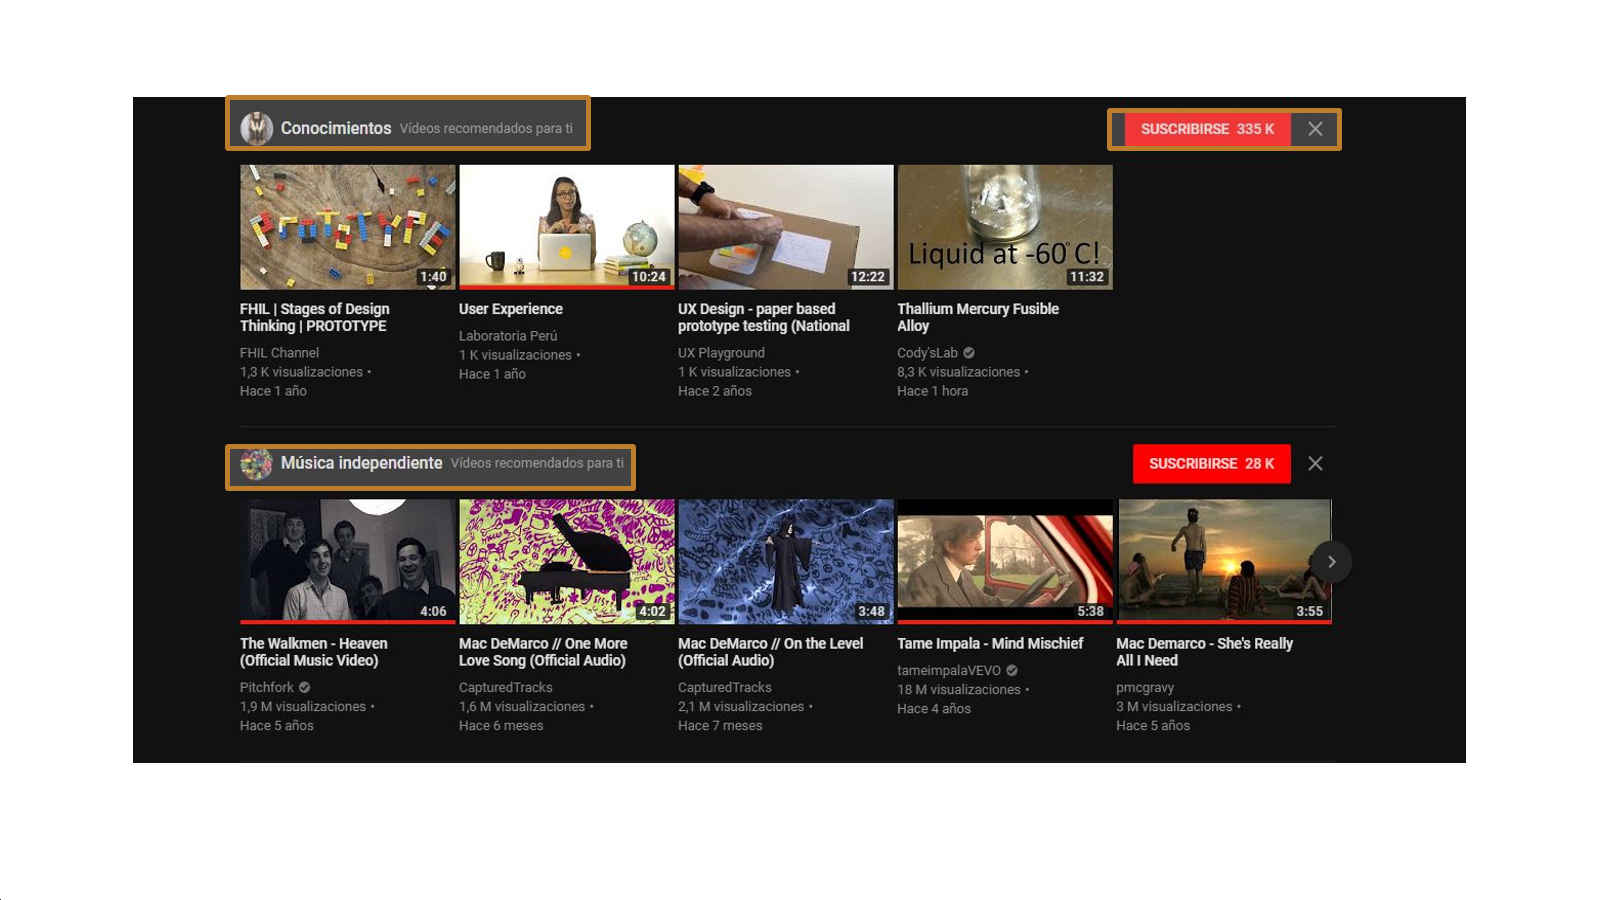 Conocimientos Vídeos recomendados para ti
SUSCRIBIRSE 335 K
Liquid at -60°C!
1:40
10:24
12:22
11:32
FHIL | Stages of Design
Thinking | PROTOTYPE
FHIL Channel
1,3 K visualizaciones •
Hace 1 año
User Experience
Laboratoria Perú
1 K visualizaciones •
Hace 1 año
UX Design - paper based
prototype testing (National
UX Playground
1 K visualizaciones •
Hace 2 años
Thallium Mercury Fusible
Alloy
Cody'sLab
8,3 K visualizaciones •
Hace 1 hora
Música independiente Vídeos recomendados para ti
SUSCRIBIRSE 28 K
4:06
4:02
3:48
5:38
3:55
The Walkmen - Heaven
(Official Music Video)
Pitchfork
1,9 M visualizaciones •
Hace 5 años
Mac DeMarco // One More
Love Song (Official Audio)
CapturedTracks
1,6 M visualizaciones •
Hace 6 meses
Mac DeMarco // On the Level
(Official Audio)
CapturedTracks
2,1 M visualizaciones •
Hace 7 meses
Tame Impala - Mind Mischief
tameimpalaVEVO
18 M visualizaciones •
Hace 4 años
Mac Demarco - She's Really
All I Need
pmcgravy
3 M visualizaciones •
Hace 5 años